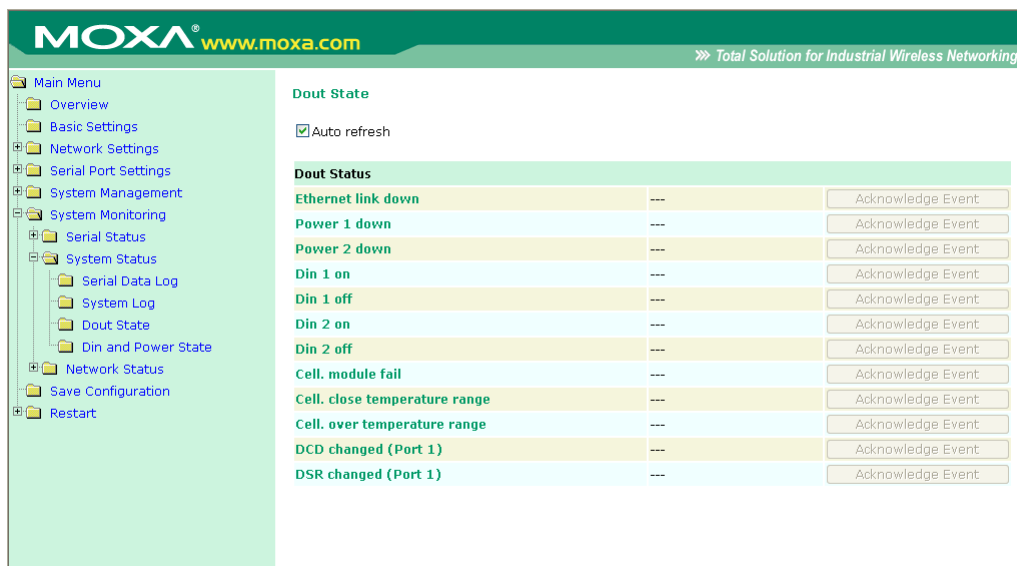 MOXA® www.moxa.com
>>> Total Solution for Industrial Wireless Networking
Main Menu
Overview
Basic Settings
Network Settings
Serial Port Settings
System Management
System Monitoring
Serial Status
System Status
Serial Data Log
System Log
Dout State
Din and Power State
Network Status
Save Configuration
Restart
Dout State
Auto refresh
Dout Status
Ethernet link down --- Acknowledge Event
Power 1 down --- Acknowledge Event
Power 2 down --- Acknowledge Event
Din 1 on --- Acknowledge Event
Din 1 off --- Acknowledge Event
Din 2 on --- Acknowledge Event
Din 2 off --- Acknowledge Event
Cell. module fail --- Acknowledge Event
Cell. close temperature range --- Acknowledge Event
Cell. over temperature range --- Acknowledge Event
DCD changed (Port 1) --- Acknowledge Event
DSR changed (Port 1) --- Acknowledge Event